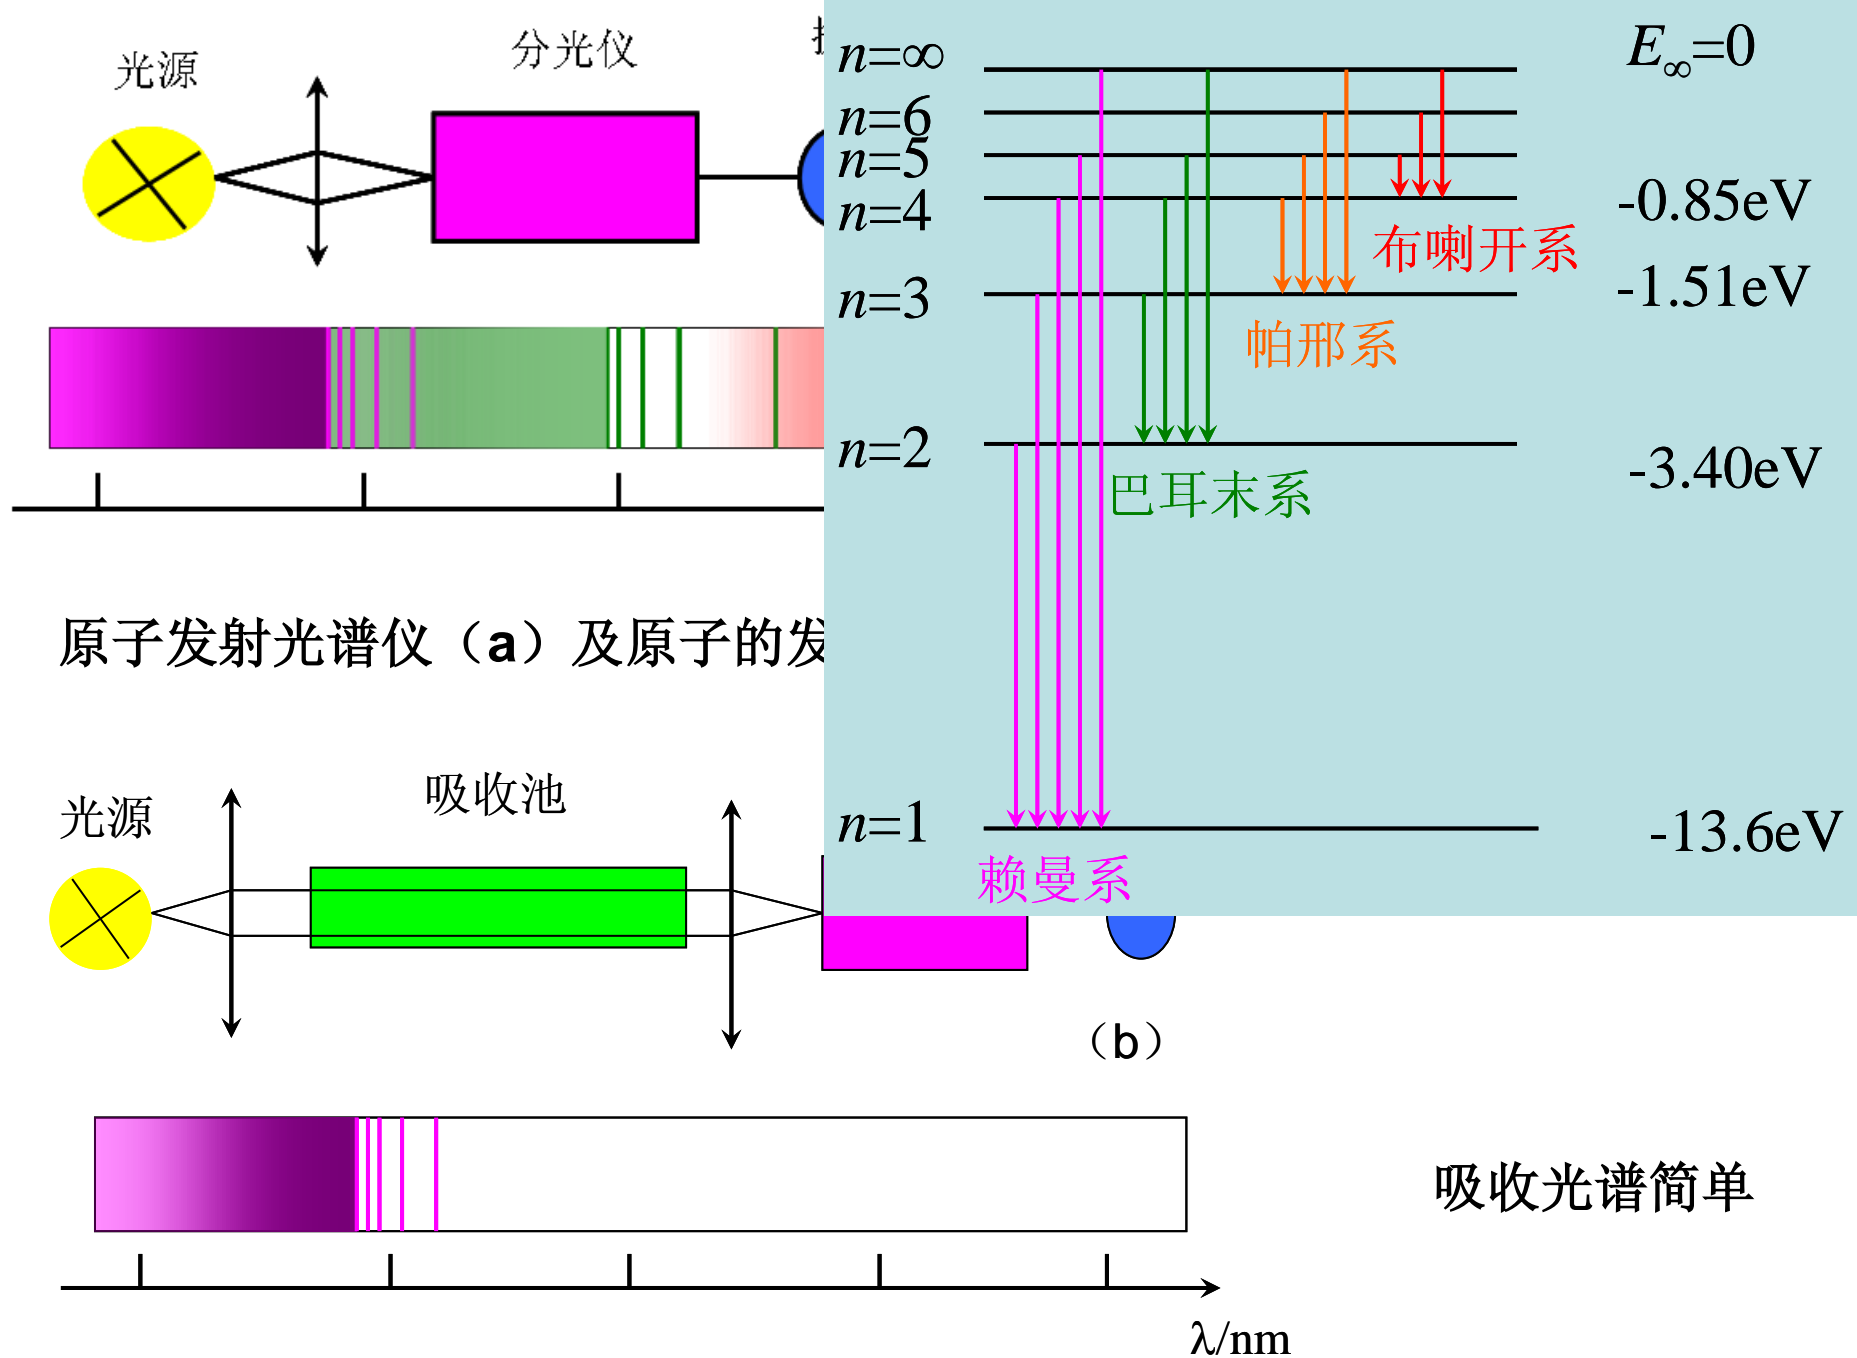 光源
分光仪
n=∞
E∞=0
n=6
n=5
n=4
-0.85eV
布喇开系
n=3
-1.51eV
帕邢系
n=2
-3.40eV
巴耳末系
原子发射光谱仪（a）及原子的发
光源
吸收池
n=1
-13.6eV
赖曼系
（b）
吸收光谱简单
λ/nm